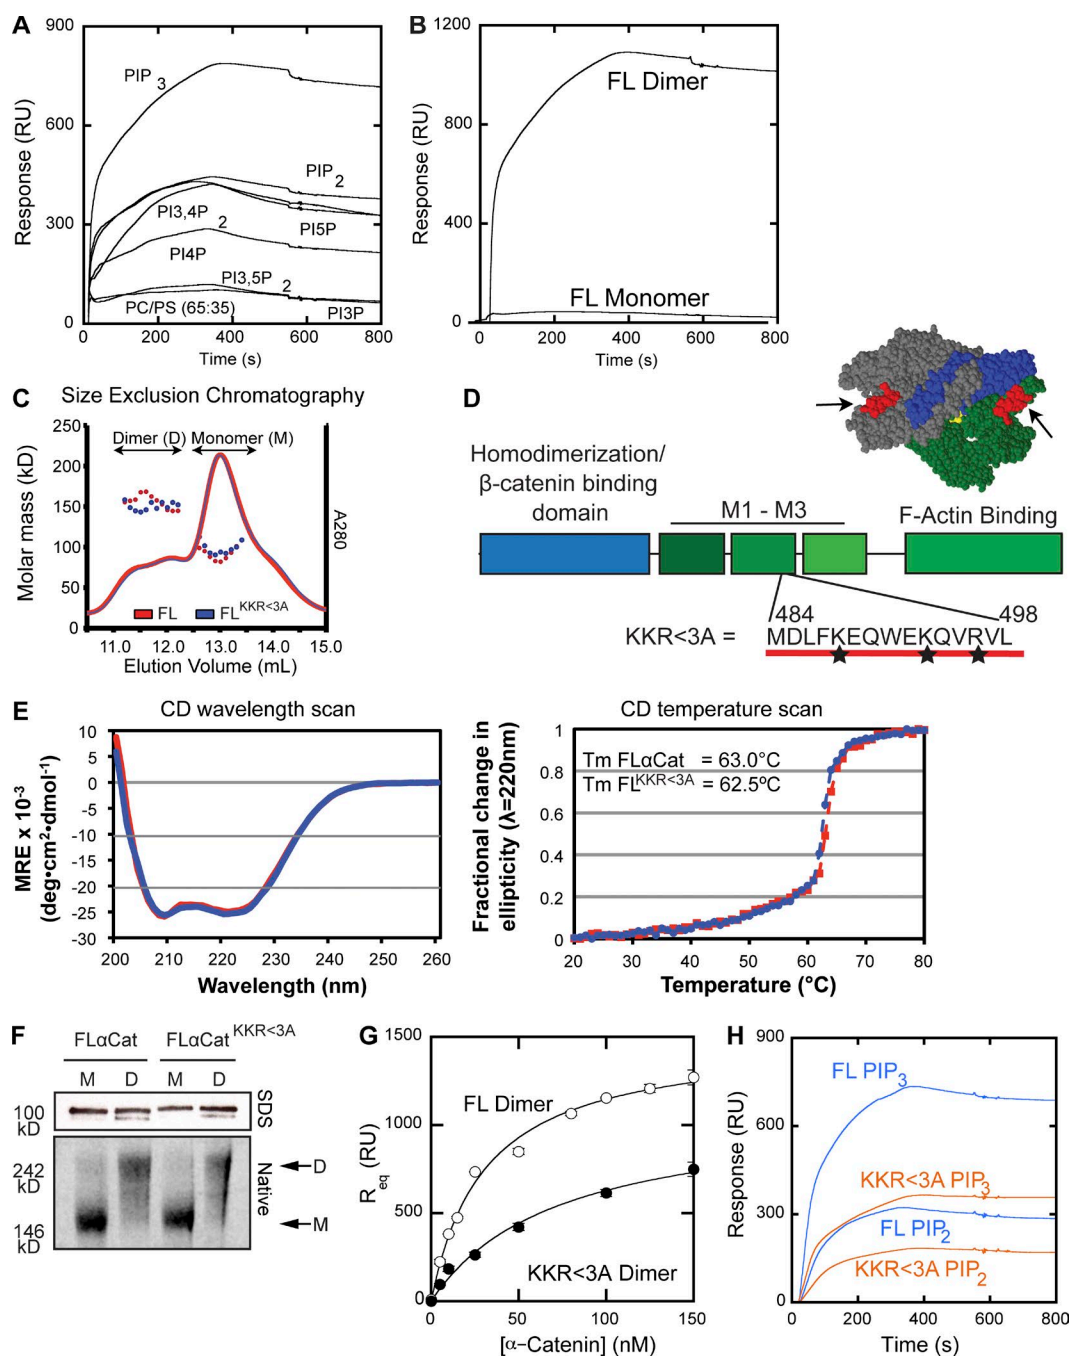 A
900
600
300
0
Response (RU)
PIP3
PIP2
PI3,4P2
PI5P
PI4P
PI3,5P2
PC/PS (65:35)
PI3P
0 200 400 600 800
Time (s)
B
1200
800
400
0
Response (RU)
FL Dimer
FL Monomer
0 200 400 600 800
Time (s)
C
Size Exclusion Chromatography
Dimer (D) Monomer (M)
250
200
150
100
50
0
Molar mass (kD)
A280
FL FLKKR<3A
11.0 12.0 13.0 14.0 15.0
Elution Volume (mL)
D
Homodimerization/
β-catenin binding
domain
M1 - M3
F-Actin Binding
484 498
KKR<3A = MDLFKEQWEKQVRVL
E
CD wavelength scan
10
0
-10
-20
-25
-30
MRE x 10-3
(deg•cm2•dmol-1)
200 210 220 230 240 250 260
Wavelength (nm)
CD temperature scan
1
0.8
0.6
0.4
0.2
0
Fractional change in
ellipticity (λ=220nm)
Tm FLαCat = 63.0°C
Tm FLKKR<3A = 62.5ºC
20 30 40 50 60 70 80
Temperature (°C)
F
FLαCat FLαCatKKR<3A
M D M D
100
kD
SDS
242
kD
146
kD
Native
D
M
G
1500
1000
500
0
Req (RU)
FL Dimer
KKR<3A Dimer
0 50 100 150
[α−Catenin] (nM)
H
900
600
300
0
Response (RU)
FL PIP3
KKR<3A PIP3
FL PIP2
KKR<3A PIP2
0 200 400 600 800
Time (s)